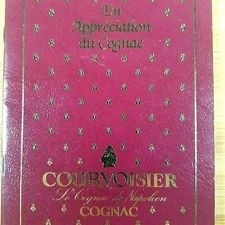 En
Appreciation
du Cognac
COURVOISIER
Le Cognac de Napoleon
COGNAC